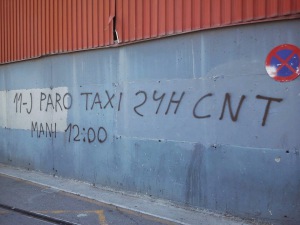 11-J PARO TAXI 24H CNT
MANI 12:00